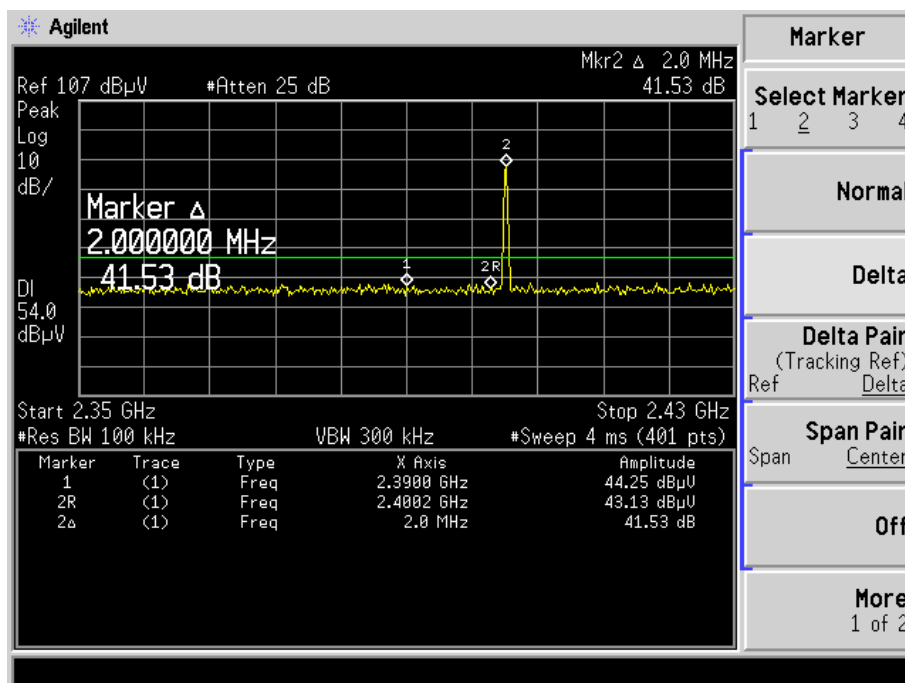 Agilent
Marker
Mkr2 Δ 2.0 MHz
Ref 107 dBµV #Atten 25 dB 41.53 dB
Peak
Log
10
dB/
Marker Δ
2.000000 MHz
41.53 dB
2
1
2R
DI
54.0
dBµV
Start 2.35 GHz Stop 2.43 GHz
#Res BW 100 kHz VBW 300 kHz #Sweep 4 ms (401 pts)
Marker Trace Type X Axis Amplitude
1 (1) Freq 2.3900 GHz 44.25 dBµV
2R (1) Freq 2.4002 GHz 43.13 dBµV
2Δ (1) Freq 2.0 MHz 41.53 dB
Select Marker
1 2 3 4
Normal
Delta
Delta Pair
(Tracking Ref)
Ref Delta
Span Pair
Span Center
Off
More
1 of 2